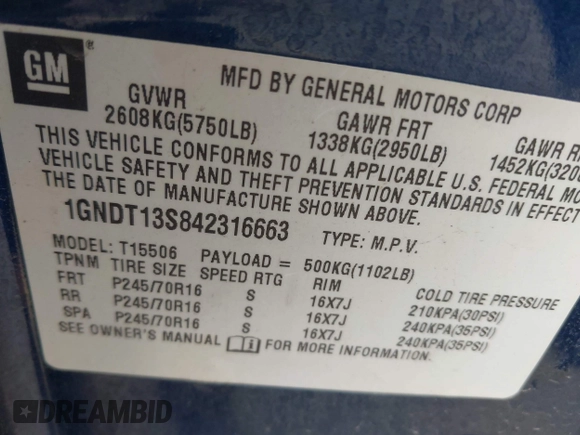 GM ®
MFD BY GENERAL MOTORS CORP
GVWR GAWR FRT GAWR
2608KG(5750LB) 1338KG(2950LB)
THIS VEHICLE CONFORMS TO ALL APPLICABLE U.S. FEDERAL
VEHICLE SAFETY AND THEFT PREVENTION STANDARDS IN EFFECT
THE DATE OF MANUFACTURE SHOWN ABOVE.
1GNDT13S842316663 TYPE: M.P.V.
MODEL: T15506 PAYLOAD = 500KG(1102LB)
TPNM TIRE SIZE SPEED RTG RIM COLD TIRE PRESSURE
FRT P245/70R16 S 16X7J 210KPA(30PSI)
RR P245/70R16 S 16X7J 240KPA(35PSI)
SPA P245/70R16 S 16X7J 240KPA(35PSI)
SEE OWNER'S MANUAL FOR MORE INFORMATION.
DREAMBID